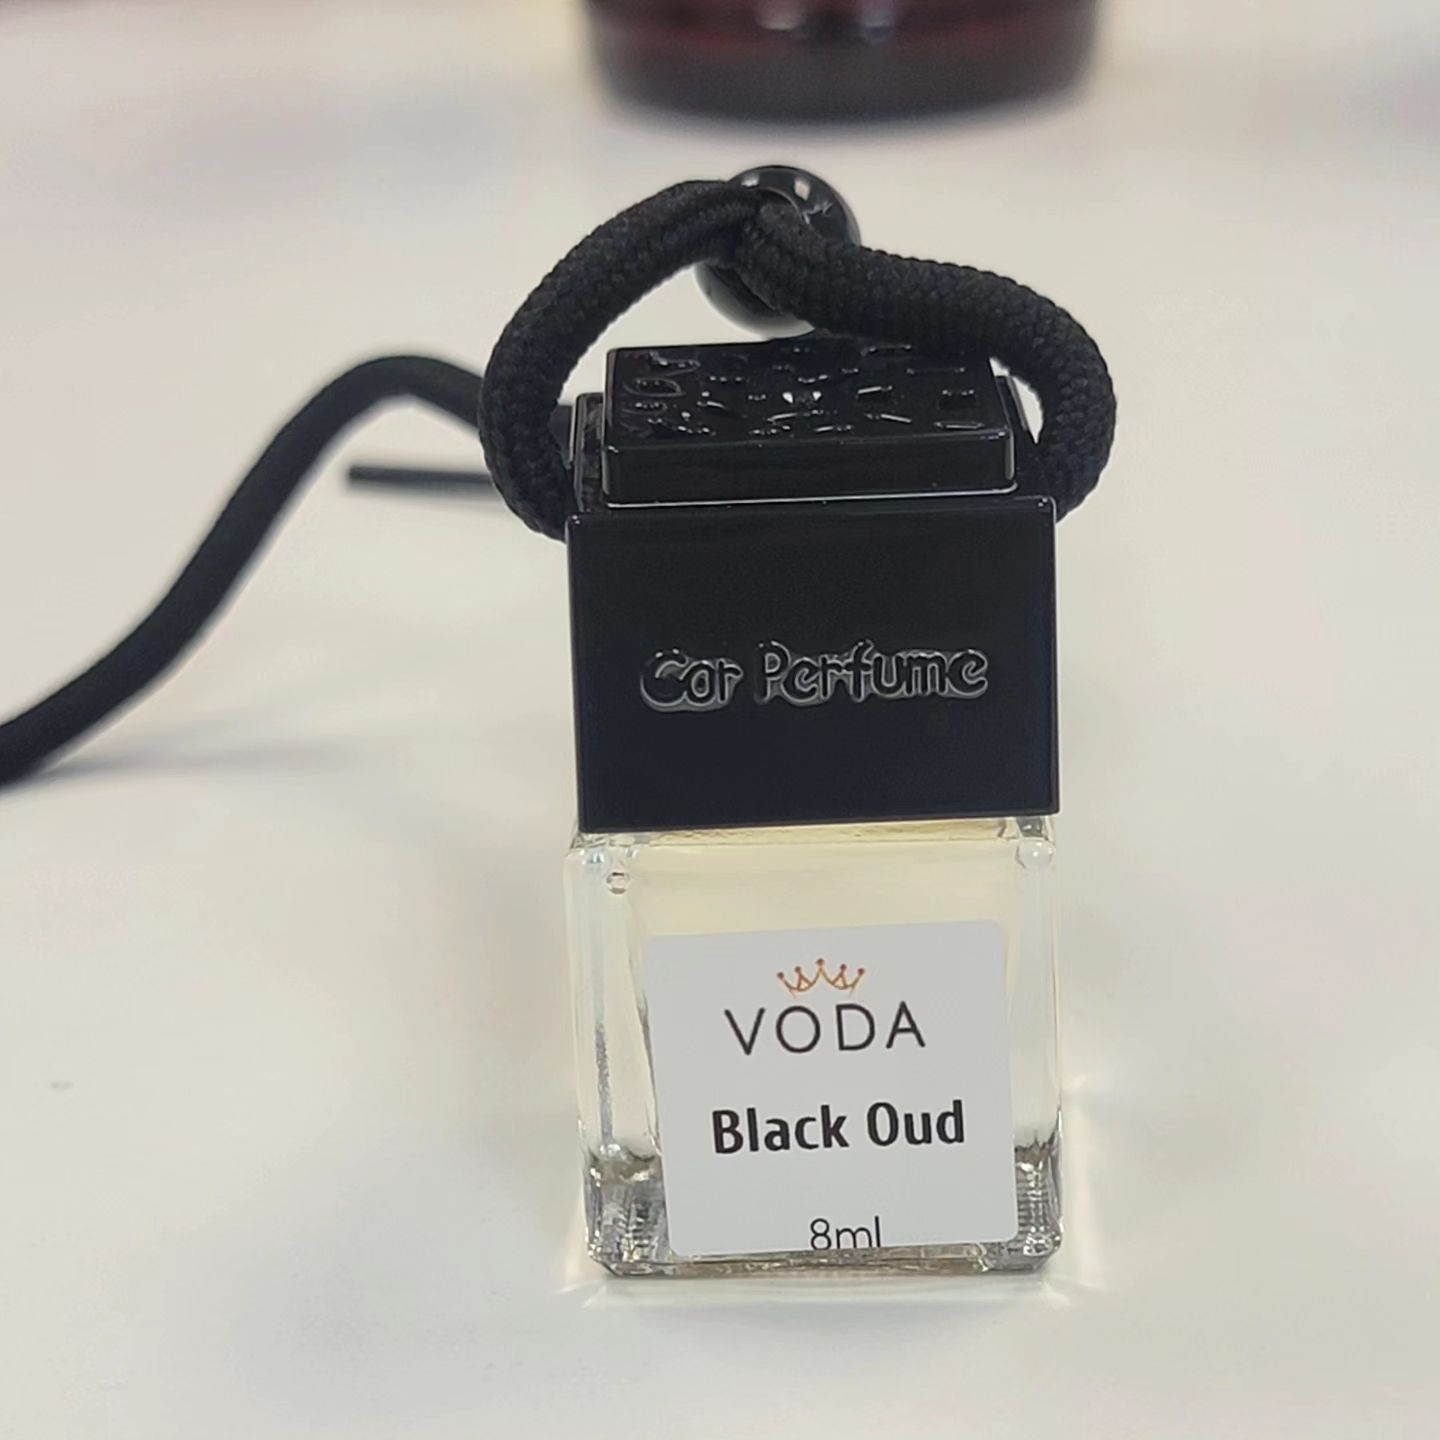 Car Perfume
VODA
Black Oud
8ml